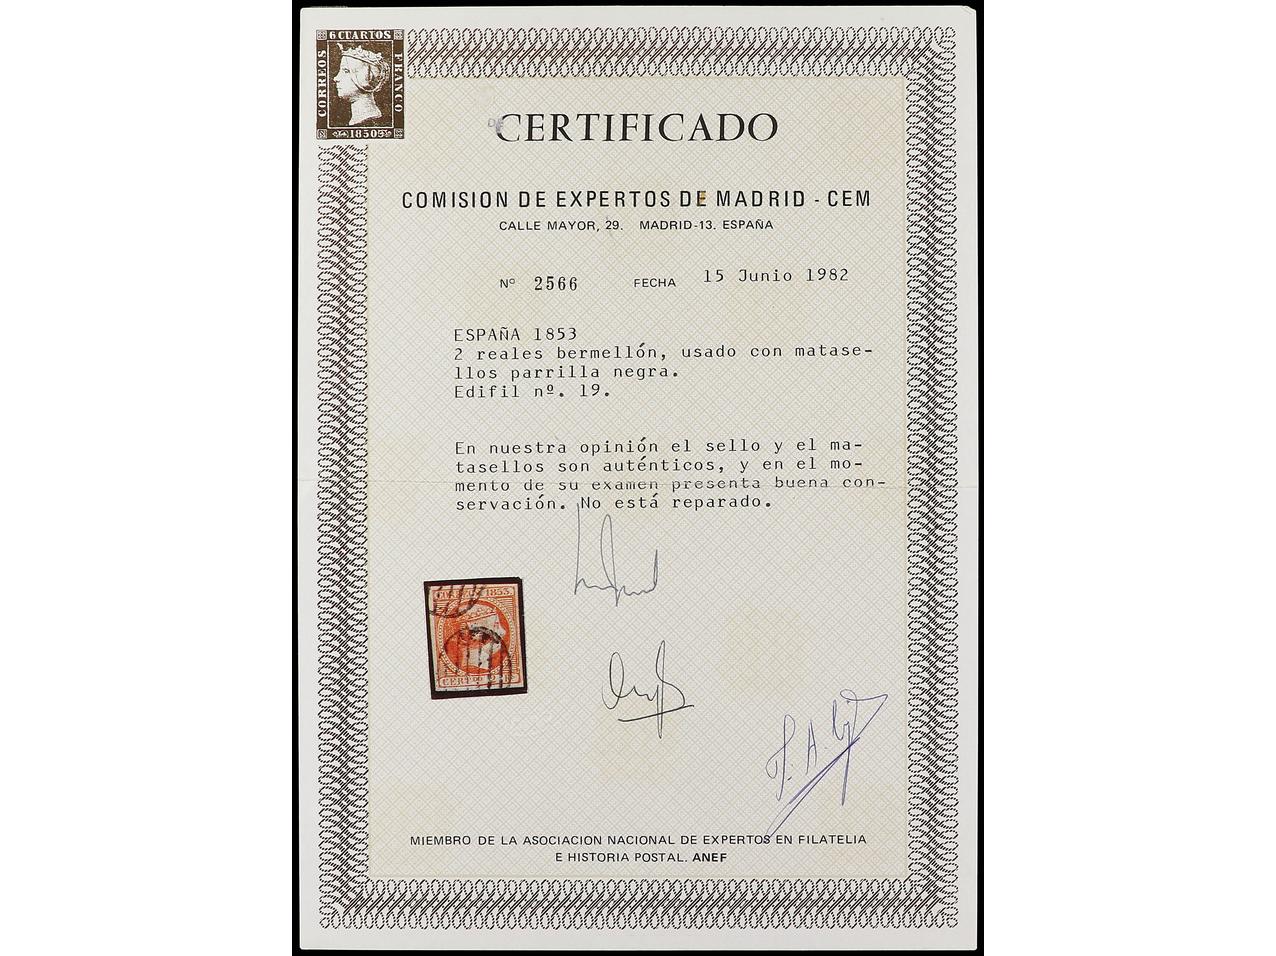 6 CUARTOS
CORREOS
FRANCO
1850
CERTIFICADO
COMISION DE EXPERTOS DE MADRID - CEM
CALLE MAYOR, 29. MADRID-13. ESPAÑA
Nº 2566 FECHA 15 Junio 1982
ESPAÑA 1853
2 reales bermellón, usado con matase-
llos parrilla negra.
Edifil nº. 19.
En nuestra opinión el sello y el ma-
tasellos son auténticos, y en el mo-
mento de su examen presenta buena con-
servación. No está reparado.
1853.
CERTDO 2
MIEMBRO DE LA ASOCIACION NACIONAL DE EXPERTOS EN FILATELIA
E HISTORIA POSTAL. ANEF